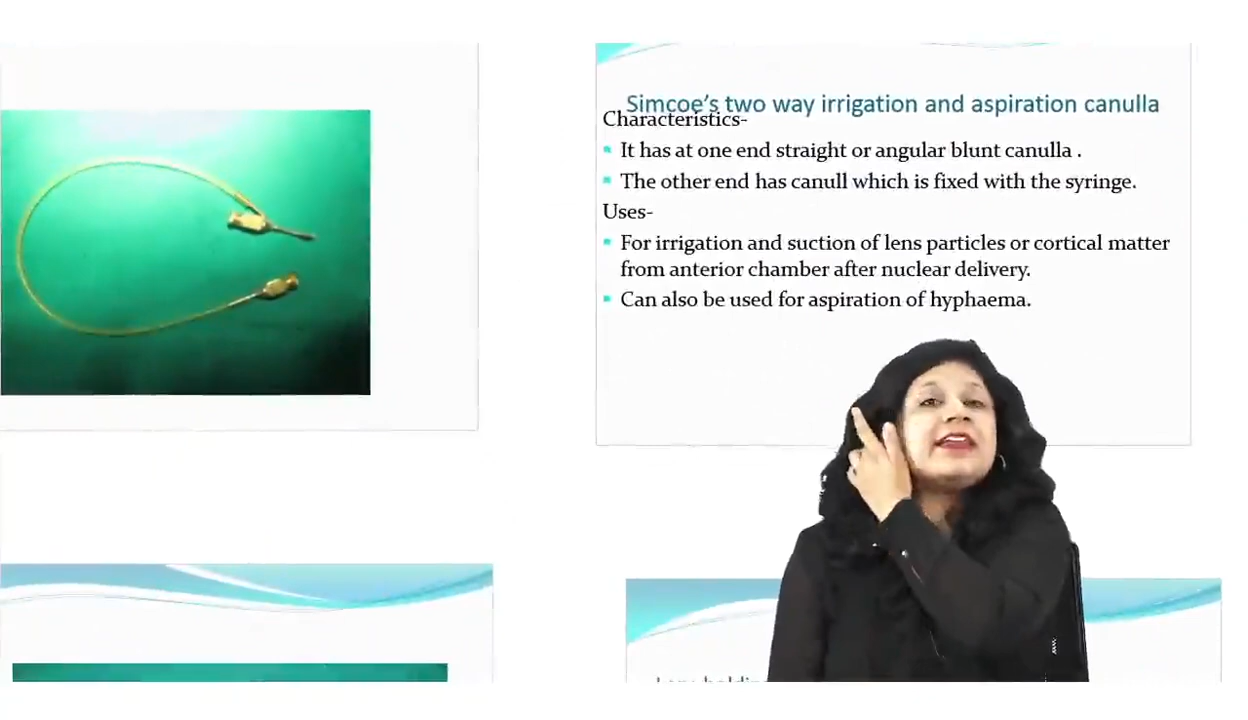 Simcoe's two way irrigation and aspiration canulla
Characteristics-
▪ It has at one end straight or angular blunt canulla .
▪ The other end has canull which is fixed with the syringe.
Uses-
▪ For irrigation and suction of lens particles or cortical matter
from anterior chamber after nuclear delivery.
▪ Can also be used for aspiration of hyphaema.